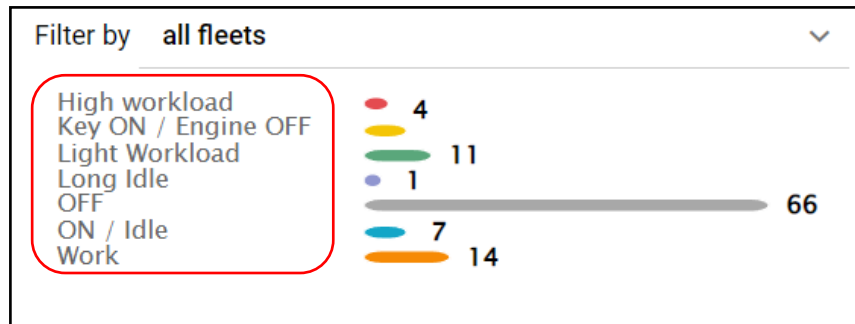 Filter by all fleets
High workload 4
Key ON / Engine OFF
Light Workload 11
Long Idle 1
OFF 66
ON / Idle 7
Work 14